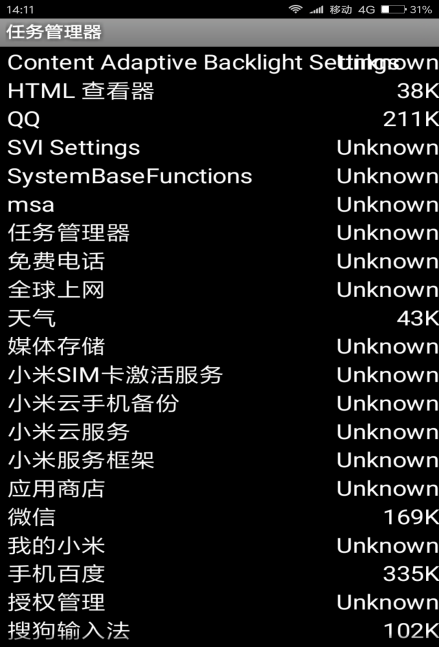 14:11 移动 4G 31%
任务管理器
Content Adaptive Backlight Settings Unknown
HTML 查看器 38K
QQ 211K
SVI Settings Unknown
SystemBaseFunctions Unknown
msa Unknown
任务管理器 Unknown
免费电话 Unknown
全球上网 Unknown
天气 43K
媒体存储 Unknown
小米SIM卡激活服务 Unknown
小米云手机备份 Unknown
小米云服务 Unknown
小米服务框架 Unknown
应用商店 Unknown
微信 169K
我的小米 Unknown
手机百度 335K
授权管理 Unknown
搜狗输入法 102K